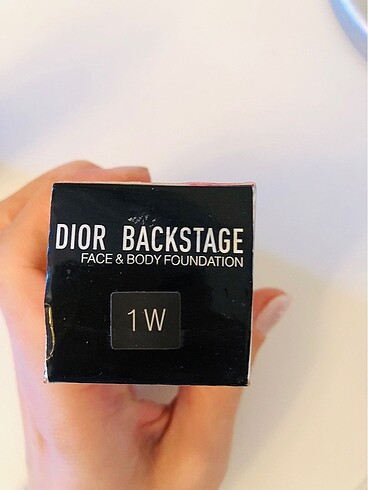 DIOR BACKSTAGE
FACE & BODY FOUNDATION
1W